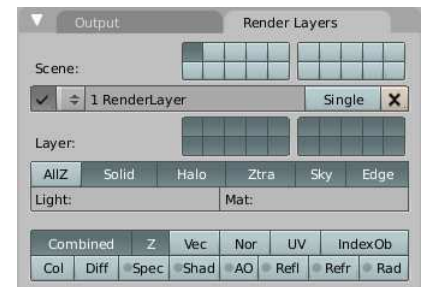 Output Render Layers
Scene:
1 RenderLayer Single X
Layer:
AllZ Solid Halo Ztra Sky Edge
Light: Mat:
Combined Z Vec Nor UV IndexOb
Col Diff Spec Shad AO Refl Refr Rad